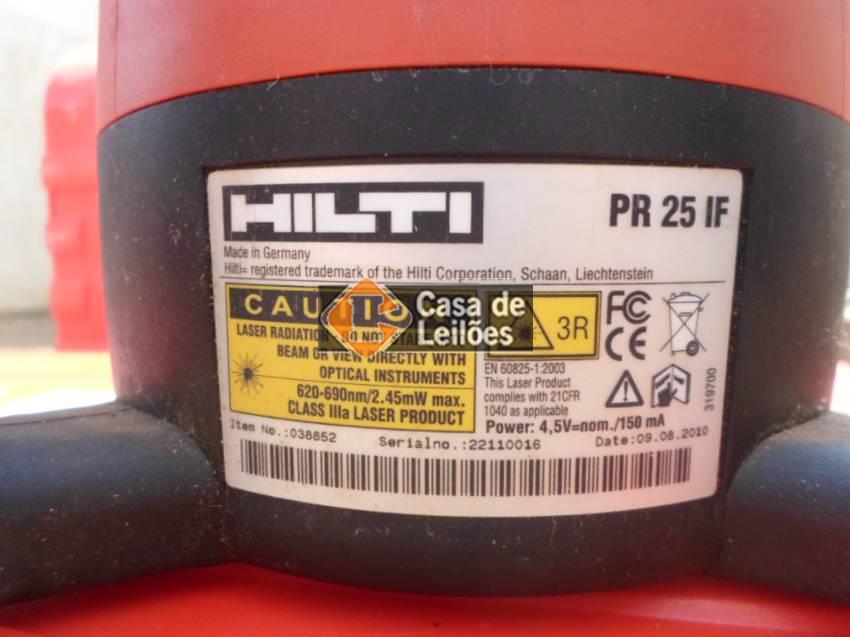 HILTI
PR 25 IF
Made in Germany
Hilti= registered trademark of the Hilti Corporation, Schaan, Liechtenstein
LASER RADIATION - DO NOT
BEAM OR VIEW DIRECTLY WITH
OPTICAL INSTRUMENTS
620-690nm/2.45mW max.
CLASS IIIa LASER PRODUCT
Casa de
Leilões
3R
FC
CE
EN 60825-1:2003
This Laser Product
complies with 21CFR
1040 as applicable
Power: 4,5V=nom./150 mA
319700
Item No.:038852
Serialno.:22110016
Date:09.08.2010